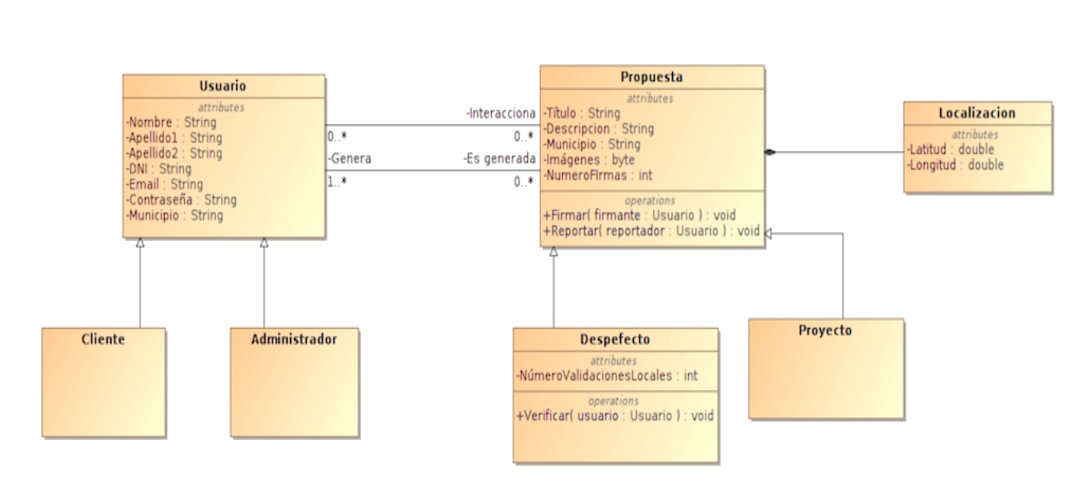 Usuario
attributes
-Nombre : String
-Apellido1 : String
-Apellido2 : String
-DNI : String
-Email : String
-Contraseña : String
-Municipio : String
-Interacciona
0..*
0..*
-Genera
-Es generada
1..*
0..*
Propuesta
attributes
-Título : String
-Descripcion : String
-Municipio : String
-Imágenes : byte
-NumeroFIrmas : int
operations
+Firmar( firmante : Usuario ) : void
+Reportar( reportador : Usuario ) : void
Localizacion
attributes
-Latitud : double
-Longitud : double
Cliente
Administrador
Despefecto
attributes
-NúmeroValidacionesLocales : int
operations
+Verificar( usuario : Usuario ) : void
Proyecto